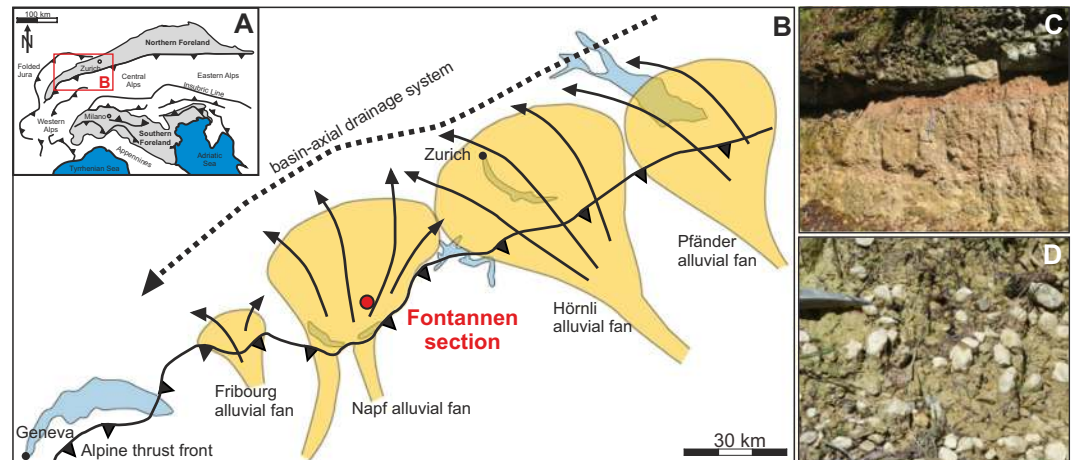 100 km
A
N
Northern Foreland
Folded
Jura
Zurich
B
Central
Alps
Eastern Alps
Insubric Line
Western
Alps
Milano
Southern
Foreland
Appennines
Adriatic
Sea
Tyrrhenian Sea
B
basin-axial drainage system
Zurich
Pfänder
alluvial fan
Hörnli
alluvial fan
Fontannen
section
Fribourg
alluvial fan
Napf alluvial fan
Geneva
Alpine thrust front
30 km
C
D